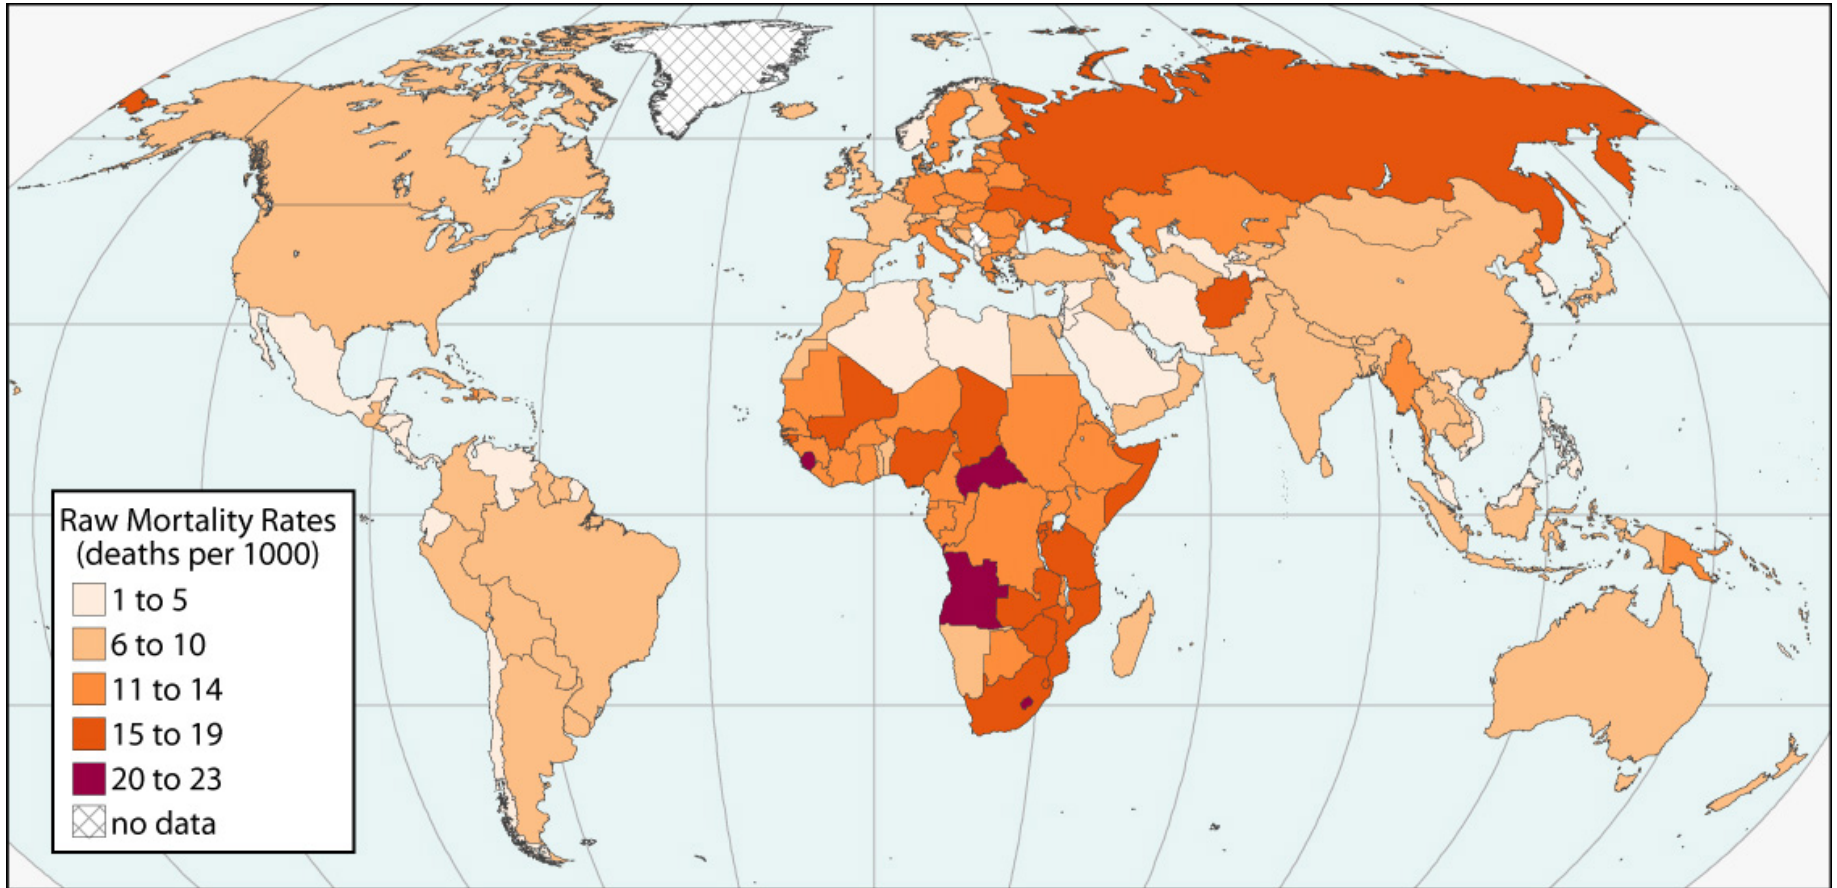 Raw Mortality Rates
(deaths per 1000)
1 to 5
6 to 10
11 to 14
15 to 19
20 to 23
no data